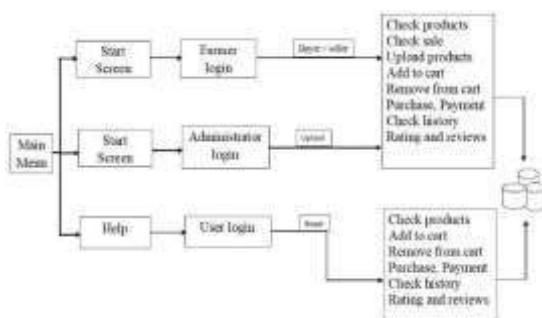 Start
Screen
Farmer
login
Buyer / seller
Check products
Check sale
Upload products
Add to cart
Remove from cart
Purchase, Payment
Check history
Rating and reviews
Main
Menu
Start
Screen
Administrator
login
Upload
Help
User login
Check products
Add to cart
Remove from cart
Purchase, Payment
Check history
Rating and reviews